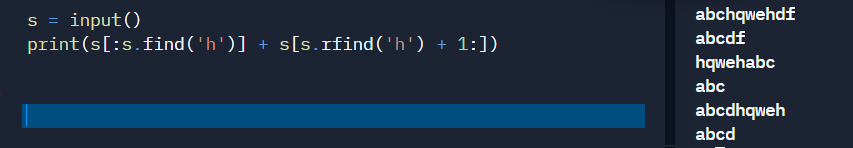 s = input()
print(s[:s.find('h')] + s[s.rfind('h') + 1:])
abchqwehdf
abcdf
hqwehabc
abc
abcdhqweh
abcd